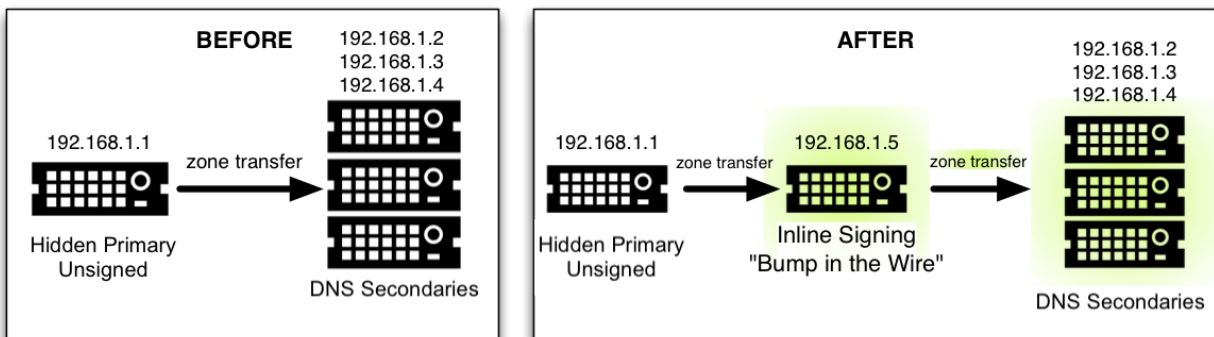 BEFORE
192.168.1.2
192.168.1.3
192.168.1.4
192.168.1.1
zone transfer
Hidden Primary
Unsigned
DNS Secondaries
AFTER
192.168.1.2
192.168.1.3
192.168.1.4
192.168.1.1
zone transfer
192.168.1.5
zone transfer
Hidden Primary
Unsigned
Inline Signing
"Bump in the Wire"
DNS Secondaries